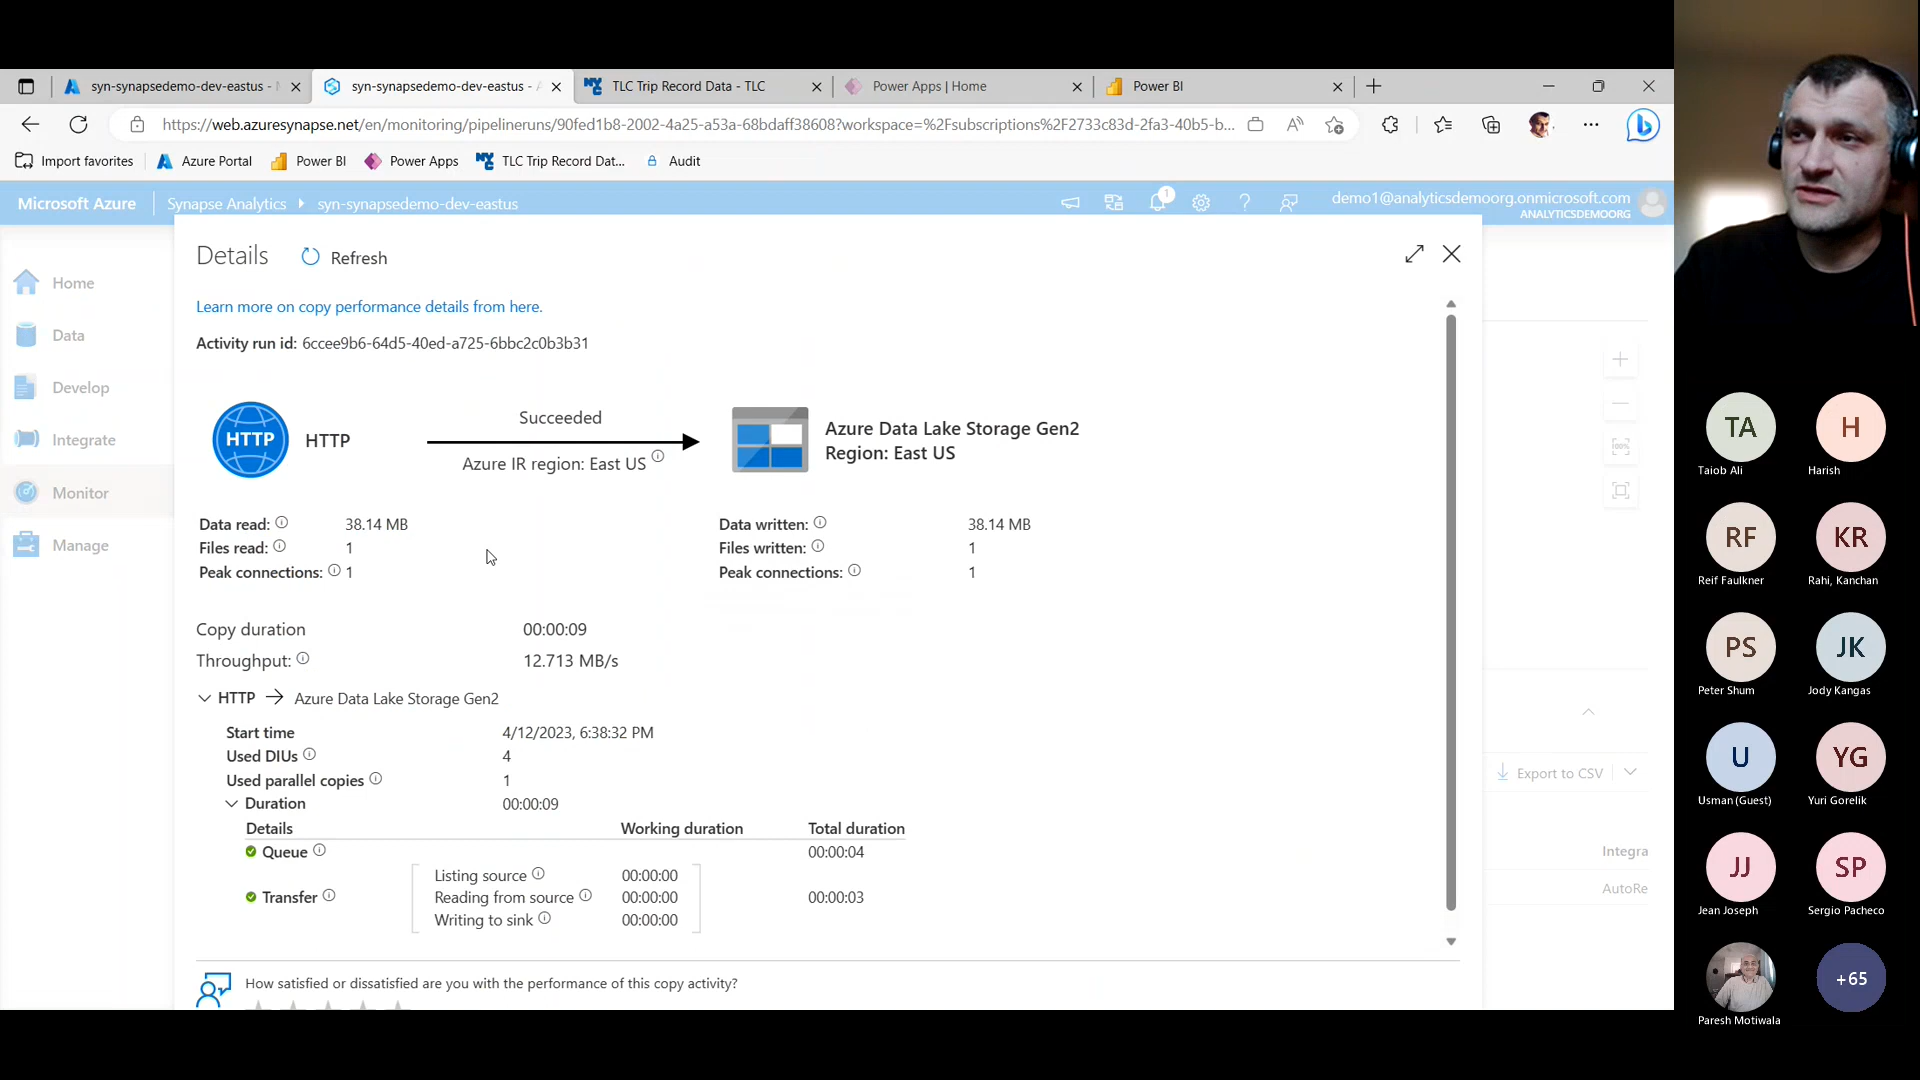 syn-synapsedemo-dev-eastus -
syn-synapsedemo-dev-eastus -
TLC Trip Record Data - TLC
Power Apps | Home
Power BI
https://web.azuresynapse.net/en/monitoring/pipelineruns/90fed1b8-2002-4a25-a53a-68bdaff38608?workspace=%2Fsubscriptions%2F2733c83d-2fa3-40b5-b...
Import favorites
Azure Portal
Power BI
Power Apps
TLC Trip Record Dat...
Audit
Microsoft Azure
Synapse Analytics
syn-synapsedemo-dev-eastus
1
demo1@analyticsdemoorg.onmicrosoft.com
ANALYTICSDEMOORG
Home
Data
Develop
Integrate
Monitor
Manage
Details
Refresh
Learn more on copy performance details from here.
Activity run id: 6ccee9b6-64d5-40ed-a725-6bbc2c0b3b31
HTTP
HTTP
Succeeded
Azure IR region: East US
Azure Data Lake Storage Gen2
Region: East US
Data read: 38.14 MB
Files read: 1
Peak connections: 1
Data written: 38.14 MB
Files written: 1
Peak connections: 1
Copy duration 00:00:09
Throughput: 12.713 MB/s
HTTP → Azure Data Lake Storage Gen2
Start time 4/12/2023, 6:38:32 PM
Used DIUs 4
Used parallel copies 1
Duration 00:00:09
Details Working duration Total duration
Queue 00:00:04
Listing source 00:00:00
Transfer Reading from source 00:00:00 00:00:03
Writing to sink 00:00:00
How satisfied or dissatisfied are you with the performance of this copy activity?
Export to CSV
Integra
AutoRe
TA
Taiob Ali
H
Harish
RF
Reif Faulkner
KR
Rahi, Kanchan
PS
Peter Shum
JK
Jody Kangas
U
Usman (Guest)
YG
Yuri Gorelik
JJ
Jean Joseph
SP
Sergio Pacheco
Paresh Motiwala
+65